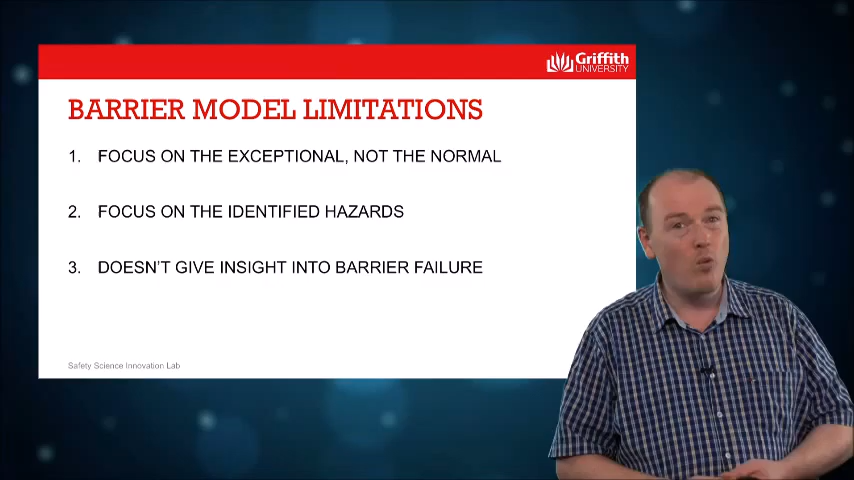 Griffith
UNIVERSITY
BARRIER MODEL LIMITATIONS
1. FOCUS ON THE EXCEPTIONAL, NOT THE NORMAL
2. FOCUS ON THE IDENTIFIED HAZARDS
3. DOESN'T GIVE INSIGHT INTO BARRIER FAILURE
Safety Science Innovation Lab